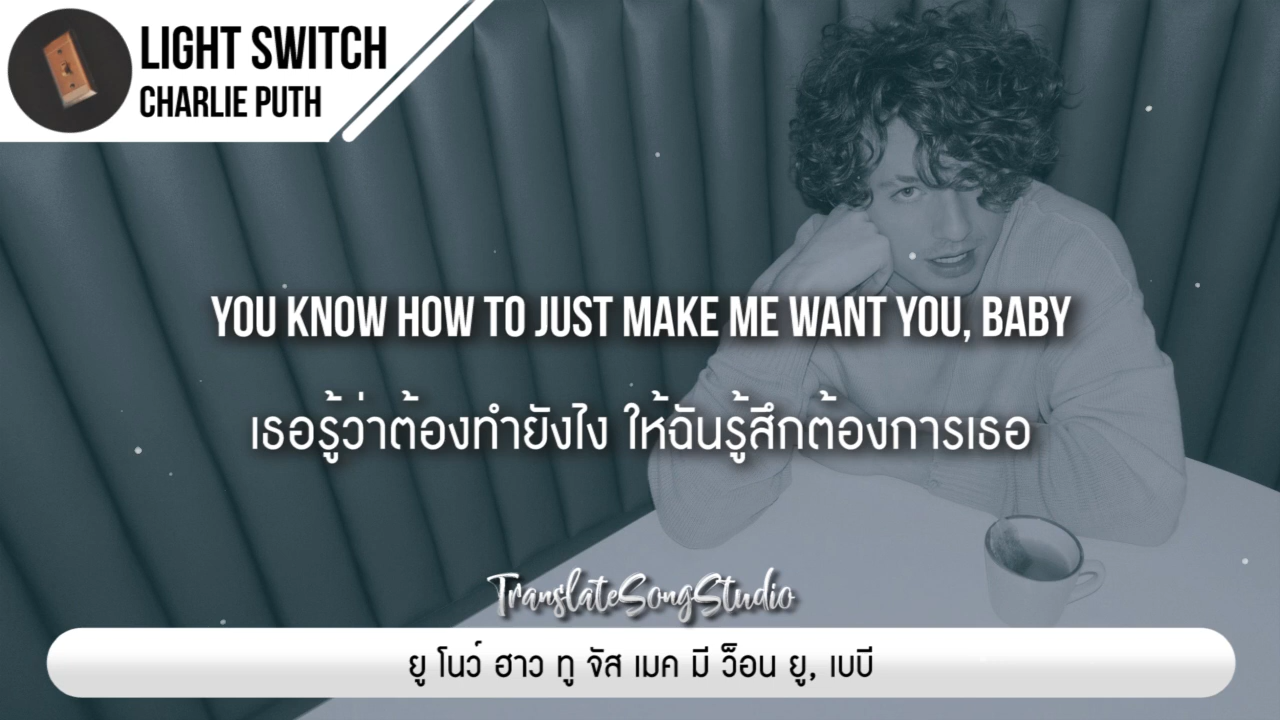 LIGHT SWITCH
CHARLIE PUTH
YOU KNOW HOW TO JUST MAKE ME WANT YOU, BABY
เธอรู้ว่าต้องทำยังไง ให้ฉันรู้สึกต้องการเธอ
TranslateSongStudio
ยู โนว์ ฮาว ทู จัส เมค มี ว็อน ยู, เบบี